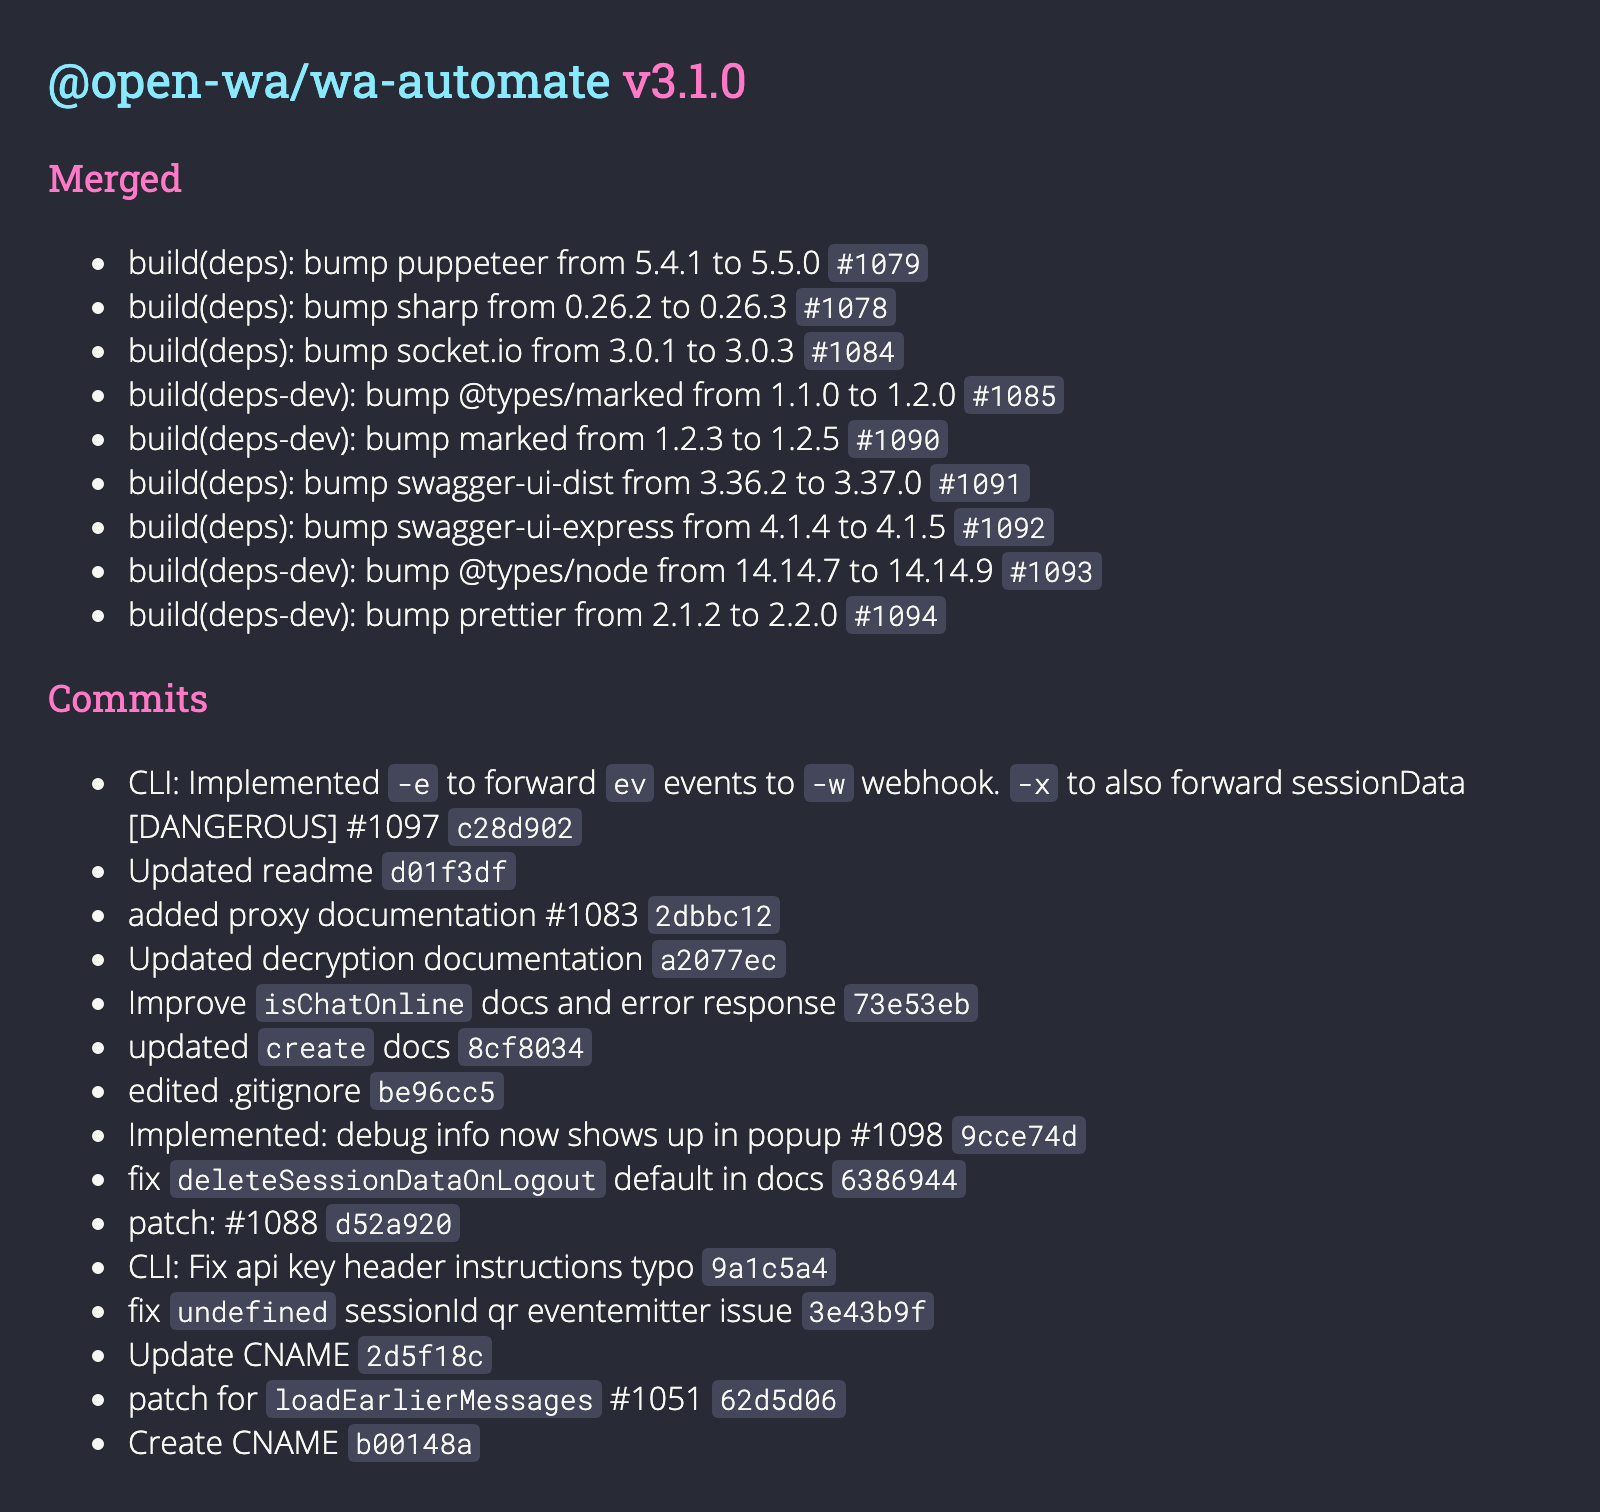 @open-wa/wa-automate v3.1.0
Merged
build(deps): bump puppeteer from 5.4.1 to 5.5.0 #1079
build(deps): bump sharp from 0.26.2 to 0.26.3 #1078
build(deps): bump socket.io from 3.0.1 to 3.0.3 #1084
build(deps-dev): bump @types/marked from 1.1.0 to 1.2.0 #1085
build(deps-dev): bump marked from 1.2.3 to 1.2.5 #1090
build(deps): bump swagger-ui-dist from 3.36.2 to 3.37.0 #1091
build(deps): bump swagger-ui-express from 4.1.4 to 4.1.5 #1092
build(deps-dev): bump @types/node from 14.14.7 to 14.14.9 #1093
build(deps-dev): bump prettier from 2.1.2 to 2.2.0 #1094
Commits
CLI: Implemented -e to forward ev events to -w webhook. -x to also forward sessionData
[DANGEROUS] #1097 c28d902
Updated readme d01f3df
added proxy documentation #1083 2dbbc12
Updated decryption documentation a2077ec
Improve isChatOnline docs and error response 73e53eb
updated create docs 8cf8034
edited .gitignore be96cc5
Implemented: debug info now shows up in popup #1098 9cce74d
fix deleteSessionDataOnLogout default in docs 6386944
patch: #1088 d52a920
CLI: Fix api key header instructions typo 9a1c5a4
fix undefined sessionId qr eventemitter issue 3e43b9f
Update CNAME 2d5f18c
patch for loadEarlierMessages #1051 62d5d06
Create CNAME b00148a